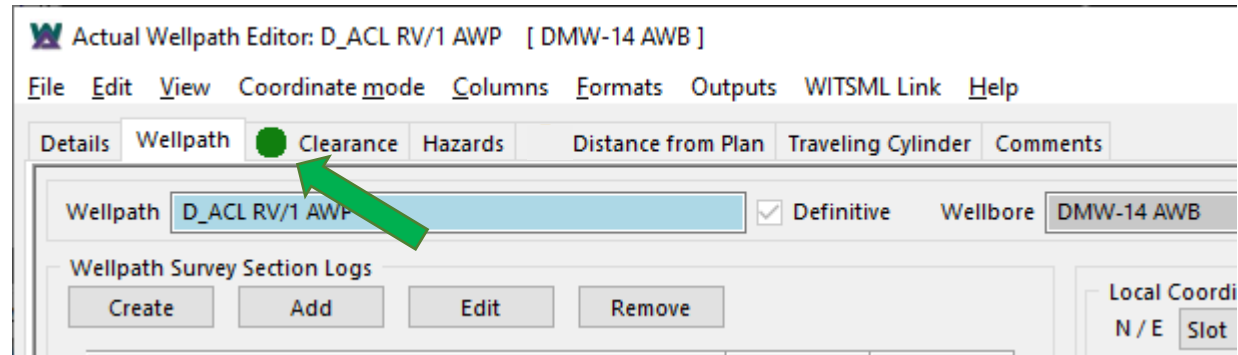 Actual Wellpath Editor: D_ACL RV/1 AWP [ DMW-14 AWB ]
File Edit View Coordinate mode Columns Formats Outputs WITSML Link Help
Details Wellpath Clearance Hazards Distance from Plan Traveling Cylinder Comments
Wellpath D_ACL RV/1 AWP Definitive Wellbore DMW-14 AWB
Wellpath Survey Section Logs
Create Add Edit Remove
Local Coordi
N / E Slot